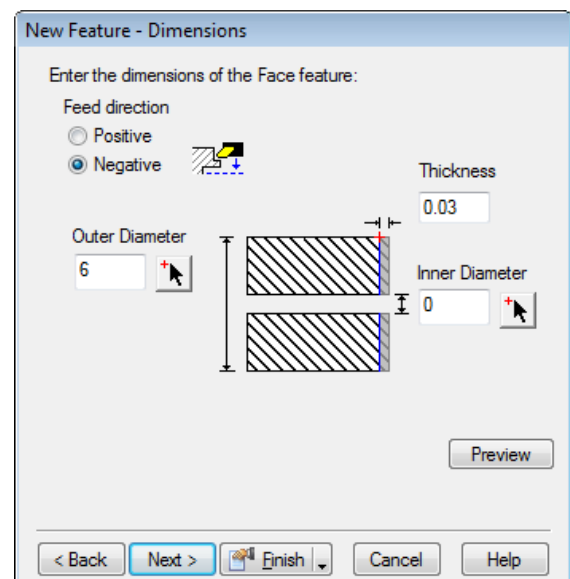 New Feature - Dimensions
Enter the dimensions of the Face feature:
Feed direction
Positive
Negative
Thickness
0.03
Outer Diameter
6
Inner Diameter
0
Preview
< Back Next > Finish Cancel Help